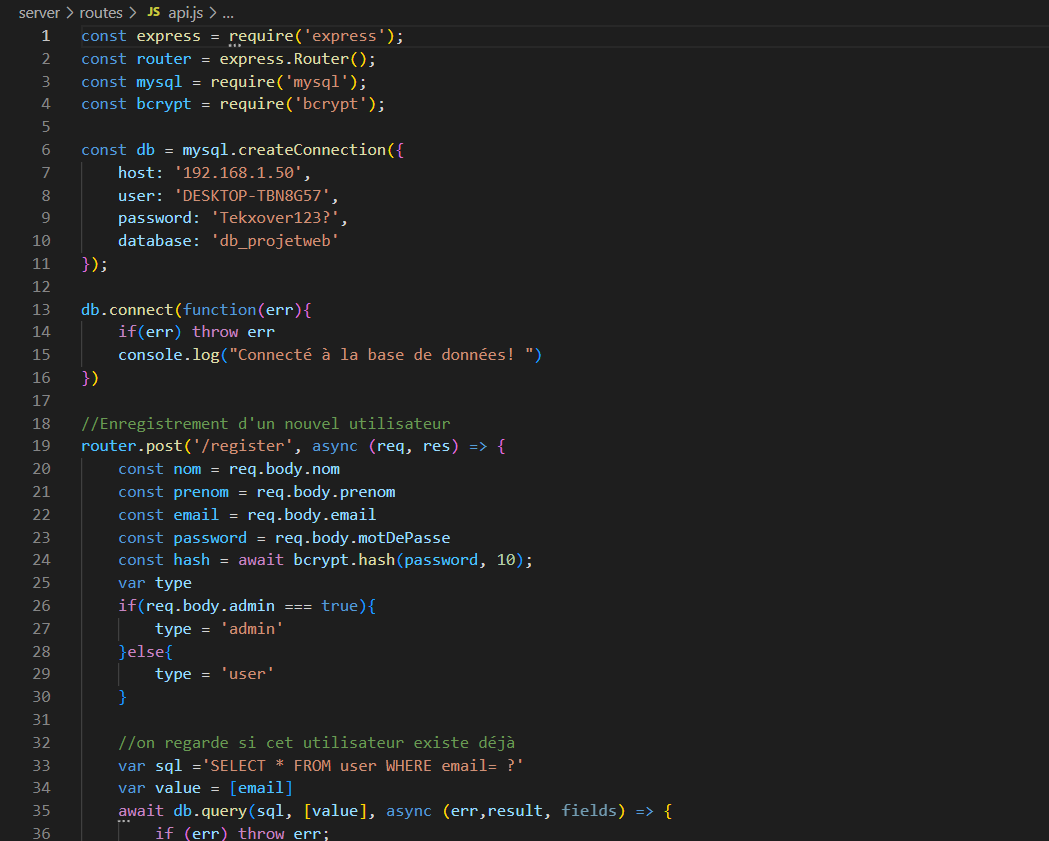 server > routes > JS api.js > ...
1 const express = require('express');
2 const router = express.Router();
3 const mysql = require('mysql');
4 const bcrypt = require('bcrypt');
5
6 const db = mysql.createConnection({
7 host: '192.168.1.50',
8 user: 'DESKTOP-TBN8G57',
9 password: 'Tekxover123?',
10 database: 'db_projetweb'
11 });
12
13 db.connect(function(err){
14 if(err) throw err
15 console.log("Connecté à la base de données! ")
16 })
17
18 //Enregistrement d'un nouvel utilisateur
19 router.post('/register', async (req, res) => {
20 const nom = req.body.nom
21 const prenom = req.body.prenom
22 const email = req.body.email
23 const password = req.body.motDePasse
24 const hash = await bcrypt.hash(password, 10);
25 var type
26 if(req.body.admin === true){
27 type = 'admin'
28 }else{
29 type = 'user'
30 }
31
32 //on regarde si cet utilisateur existe déjà
33 var sql ='SELECT * FROM user WHERE email= ?'
34 var value = [email]
35 await db.query(sql, [value], async (err,result, fields) => {
36 if (err) throw err;